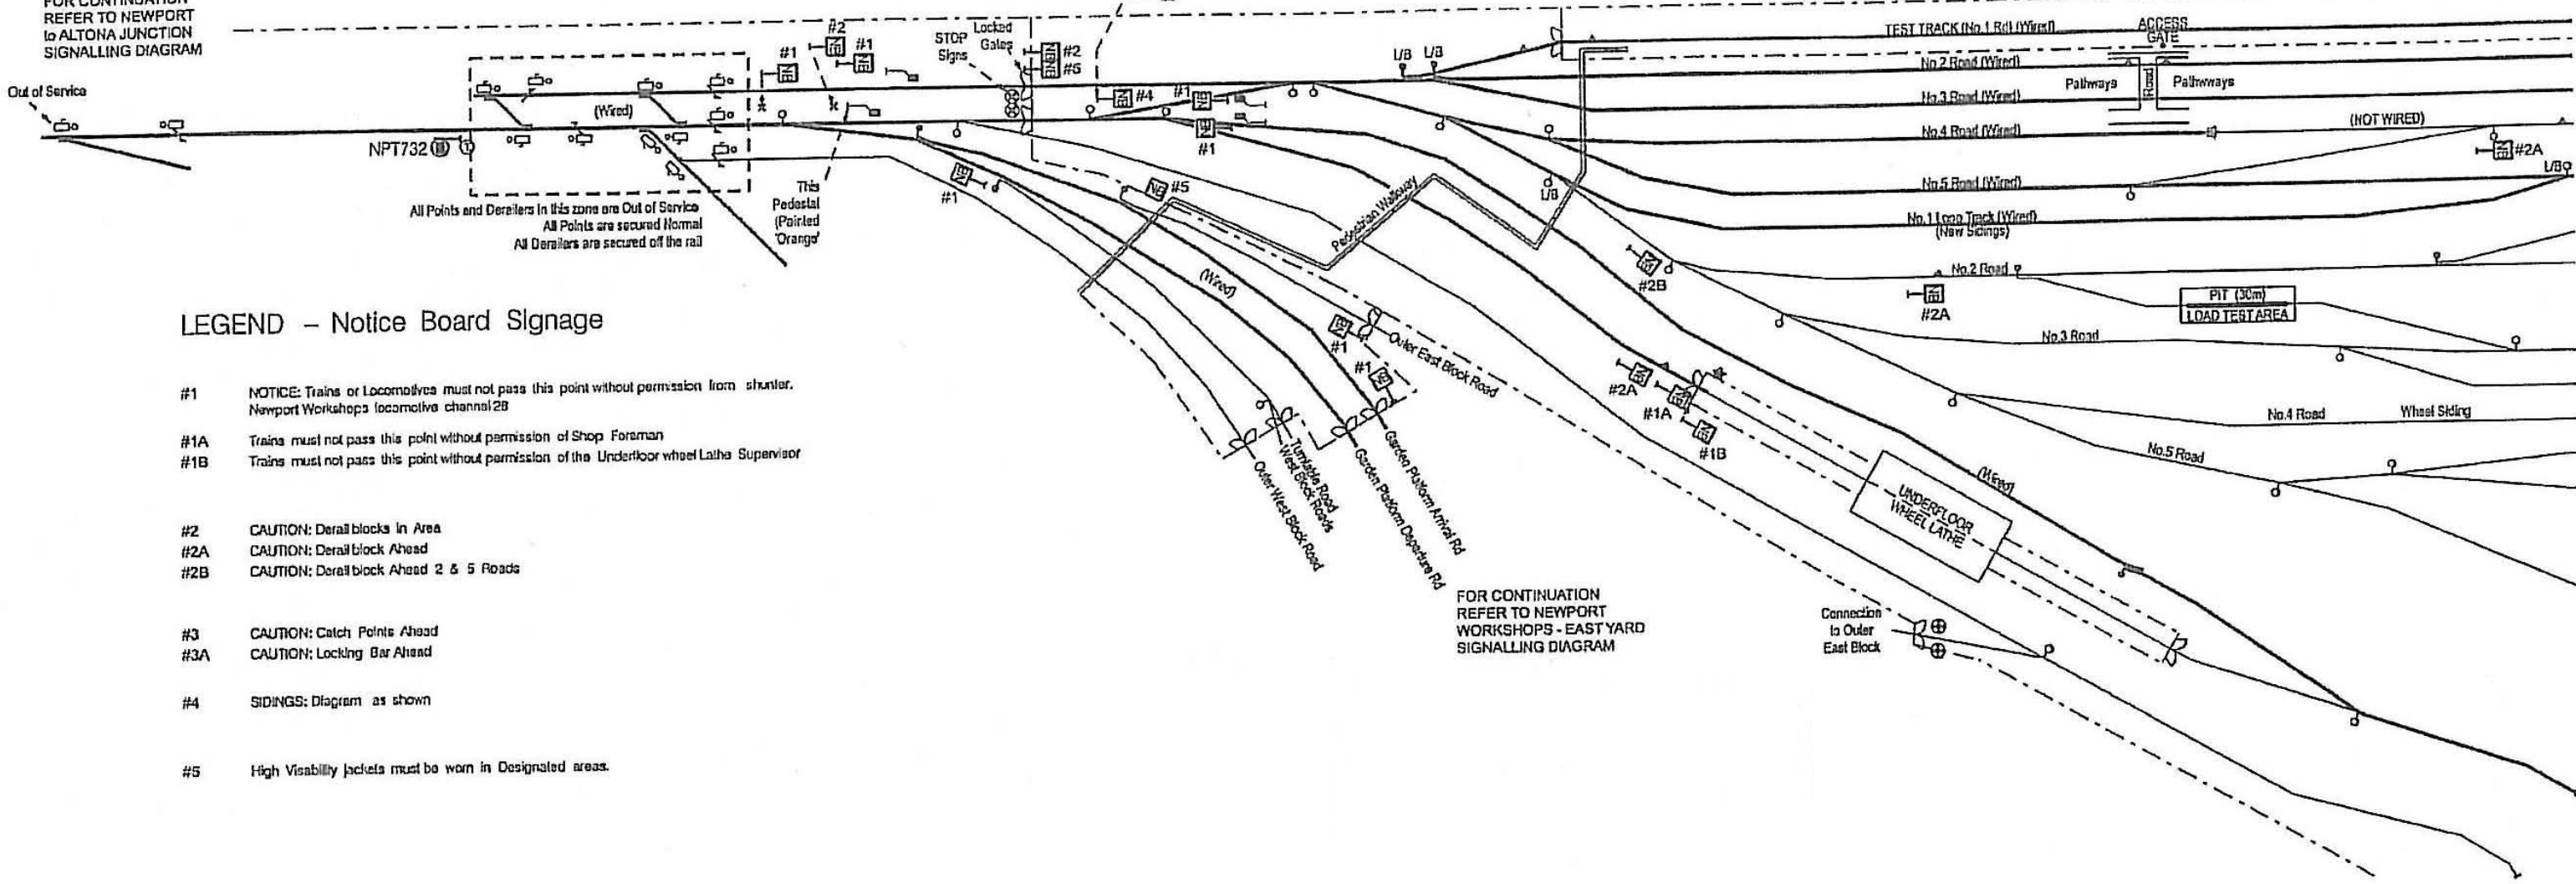 FOR CONTINUATION
REFER TO NEWPORT
to ALTONA JUNCTION
SIGNALLING DIAGRAM
Out of Service
NPT732
(Wired)
All Points and Derailers in this zone are Out of Service
All Points are secured Normal
All Derailers are secured off the rail
#1
#2
#1
This
Pedestal
(Painted
'Orange'
STOP
Signs
Locked
Gates
#2
#5
#4
#1
#1
#1
#5
L/B
L/B
L/B
TEST TRACK (No.1 Rd) (Wired)
ACCESS
GATE
No.2 Road (Wired)
Pathways
Road
Pathways
No.3 Road (Wired)
No.4 Road (Wired)
(NOT WIRED)
#2A
L/B
No.5 Road (Wired)
No.1 Loop Track (Wired)
(New Sidings)
Pedestrian Walkway
#2B
No.2 Road
#2A
PIT (30m)
LOAD TEST AREA
No.3 Road
No.4 Road
Wheel Siding
No.5 Road
(Wired)
#1
#1
Outer East Block Road
Garden Platform Arrival Rd
Garden Platform Departure Rd
Turntable Road
West Block Roads
Outer West Block Road
#2A
#1A
#1B
(Wired)
UNDERFLOOR
WHEEL LATHE
Connection
to Outer
East Block
FOR CONTINUATION
REFER TO NEWPORT
WORKSHOPS - EAST YARD
SIGNALLING DIAGRAM
LEGEND - Notice Board Signage
#1 NOTICE: Trains or Locomotives must not pass this point without permission from shunter.
Newport Workshops locomotive channel 28
#1A Trains must not pass this point without permission of Shop Foreman
#1B Trains must not pass this point without permission of the Underfloor wheel Lathe Supervisor
#2 CAUTION: Derail blocks in Area
#2A CAUTION: Derail block Ahead
#2B CAUTION: Derail block Ahead 2 & 5 Roads
#3 CAUTION: Catch Points Ahead
#3A CAUTION: Locking Bar Ahead
#4 SIDINGS: Diagram as shown
#5 High Visability jackets must be worn in Designated areas.